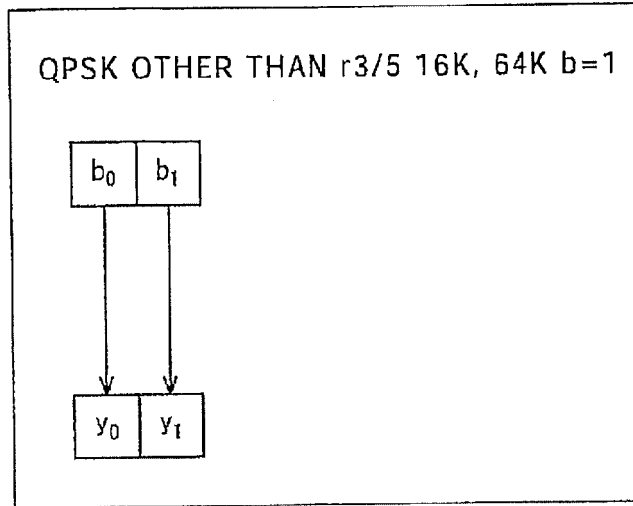 QPSK OTHER THAN r3/5 16K, 64K b=1
b₀ b₁
y₀ y₁